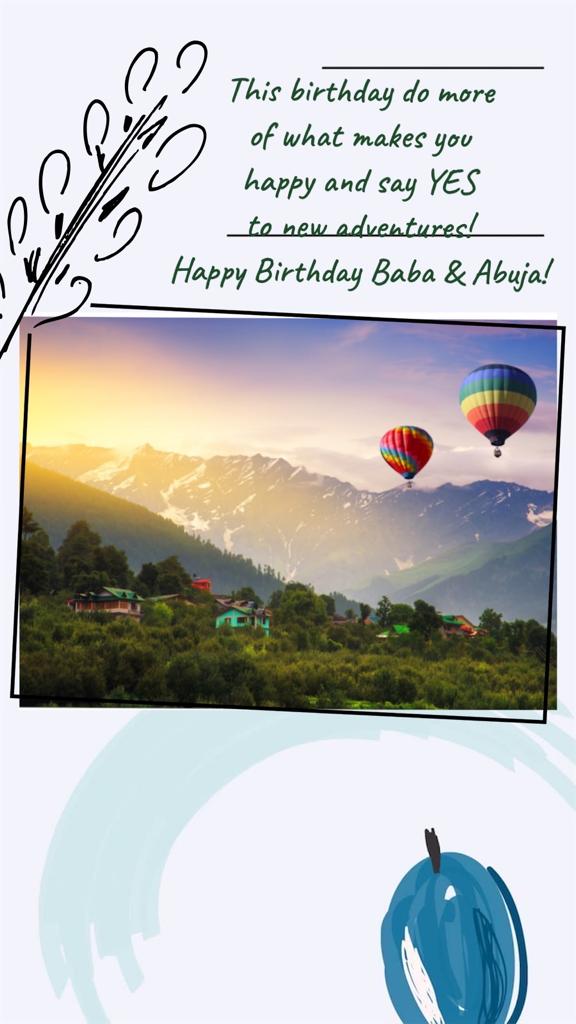 This birthday do more
of what makes you
happy and say YES
to new adventures!
Happy Birthday Baba & Abuja!